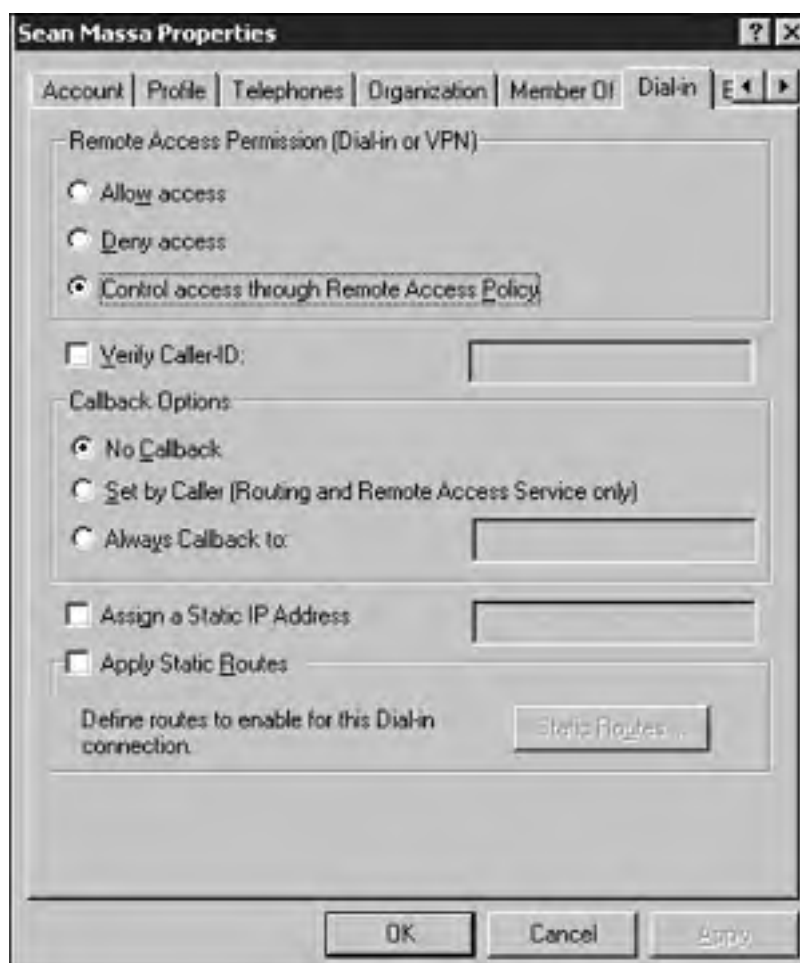 Sean Massa Properties
Account Profile Telephones Organization Member Of Dial-in E
Remote Access Permission (Dial-in or VPN)
Allow access
Deny access
Control access through Remote Access Policy
Verify Caller-ID:
Callback Options
No Callback
Set by Caller (Routing and Remote Access Service only)
Always Callback to:
Assign a Static IP Address
Apply Static Routes
Define routes to enable for this Dial-in
connection.
Static Routes ...
OK Cancel Apply